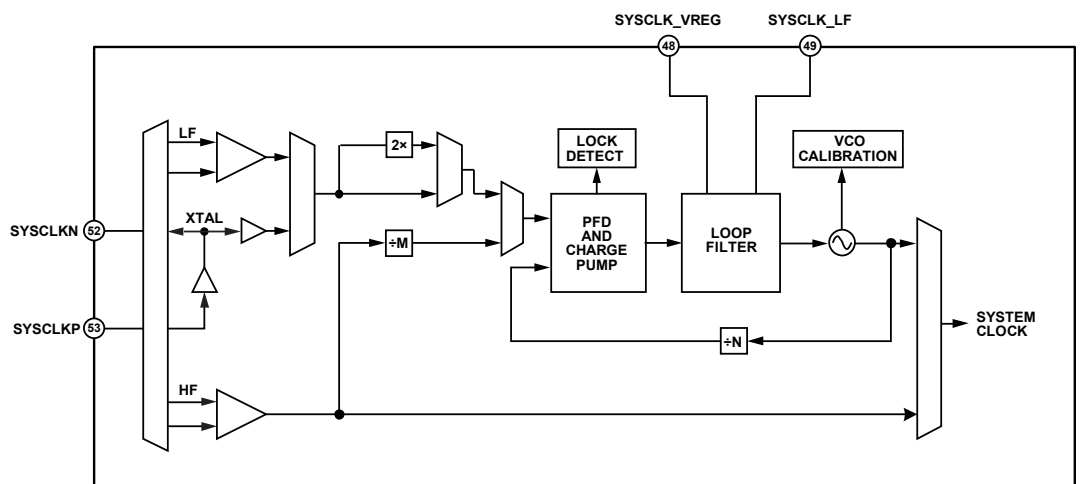 SYSCLK_VREG
SYSCLK_LF
48
49
LF
2×
LOCK
DETECT
VCO
CALIBRATION
XTAL
SYSCLKN
52
÷M
PFD
AND
CHARGE
PUMP
LOOP
FILTER
SYSCLKP
53
÷N
SYSTEM
CLOCK
HF